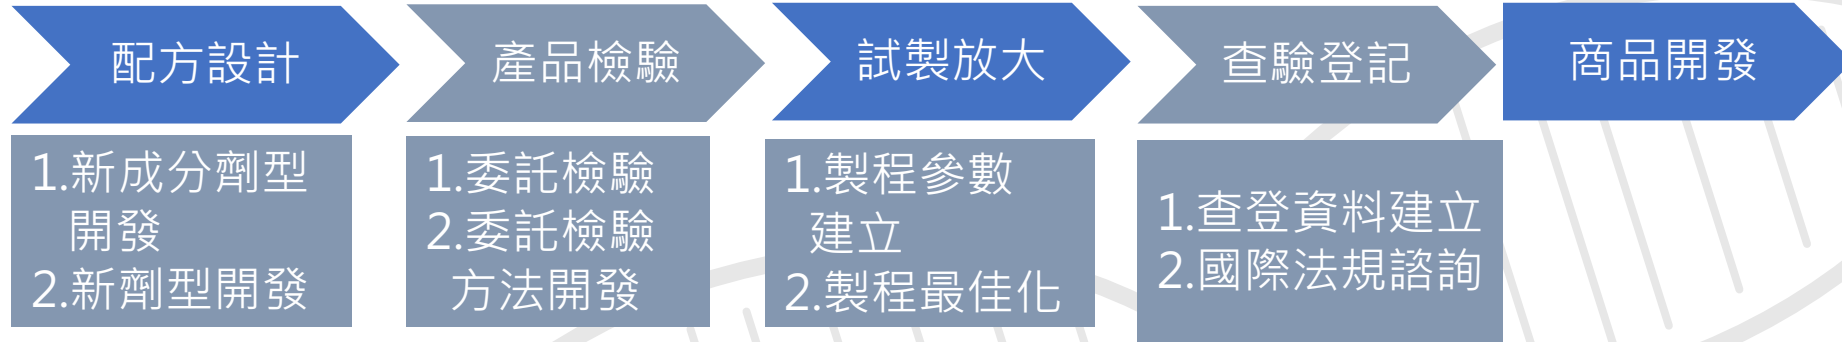 配方設計
產品檢驗
試製放大
查驗登記
商品開發
1.新成分劑型
開發
2.新劑型開發
1.委託檢驗
2.委託檢驗
方法開發
1.製程參數
建立
2.製程最佳化
1.查登資料建立
2.國際法規諮詢